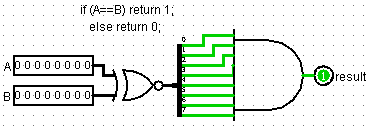 if (A==B) return 1;
else return 0;
0
1
2
3
4
5
6
7
A 0 0 0 0 0 0 0 0
B 0 0 0 0 0 0 0 0
1 result